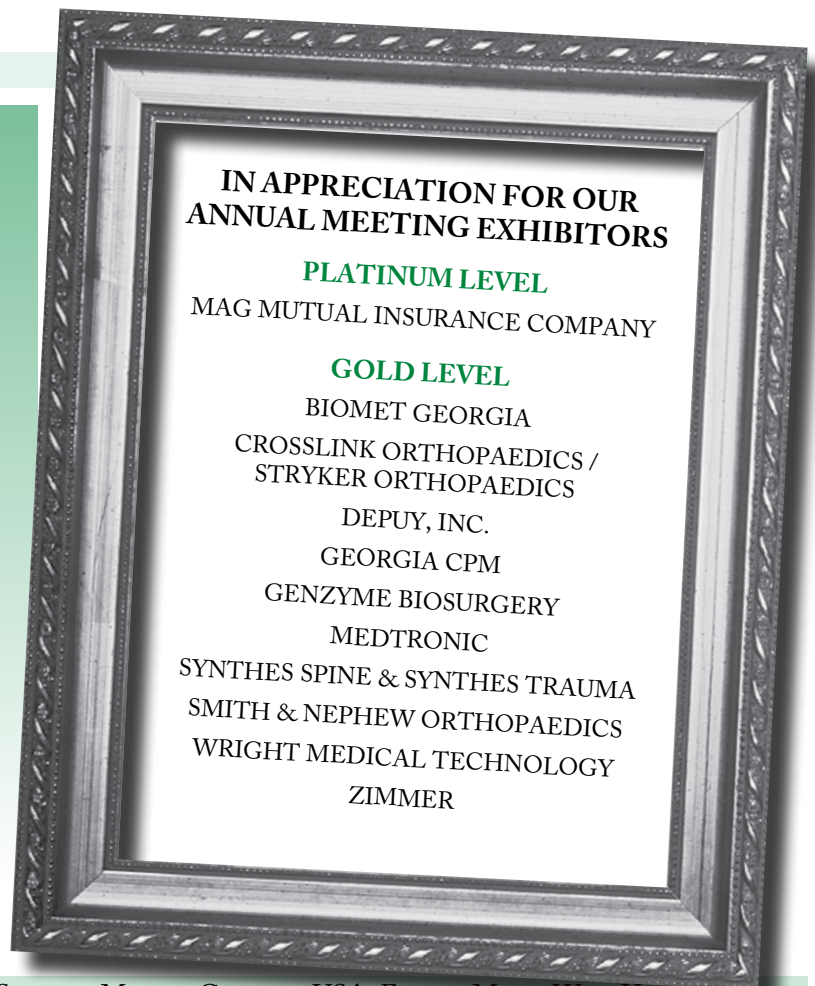 IN APPRECIATION FOR OUR
ANNUAL MEETING EXHIBITORS
PLATINUM LEVEL
MAG MUTUAL INSURANCE COMPANY
GOLD LEVEL
BIOMET GEORGIA
CROSSLINK ORTHOPAEDICS /
STRYKER ORTHOPAEDICS
DEPUY, INC.
GEORGIA CPM
GENZYME BIOSURGERY
MEDTRONIC
SYNTHES SPINE & SYNTHES TRAUMA
SMITH & NEPHEW ORTHOPAEDICS
WRIGHT MEDICAL TECHNOLOGY
ZIMMER